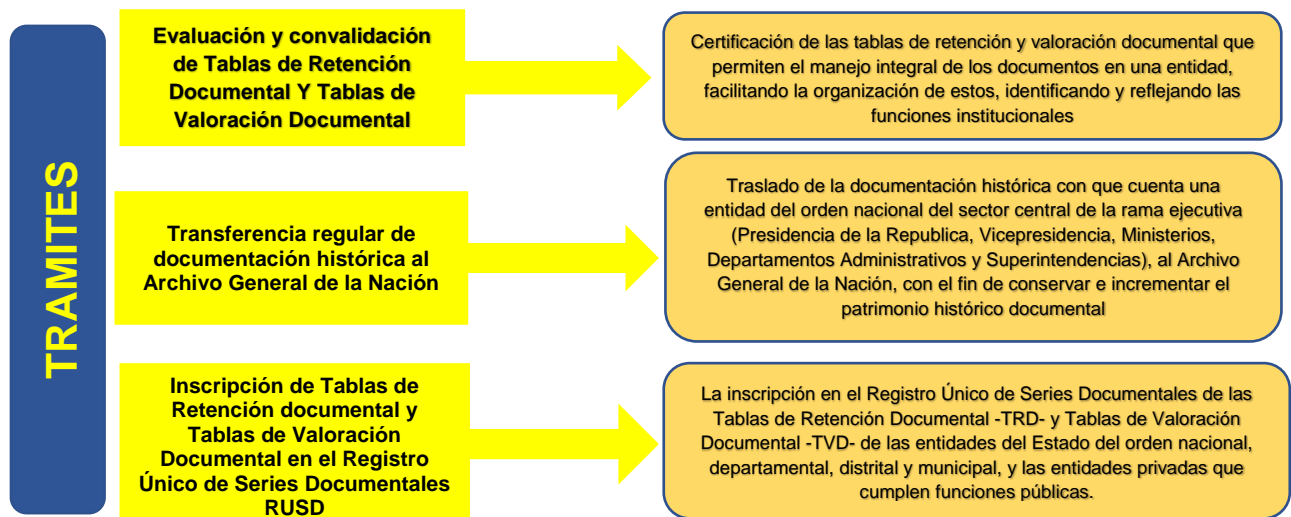 TRAMITES
Evaluación y convalidación
de Tablas de Retención
Documental Y Tablas de
Valoración Documental
Certificación de las tablas de retención y valoración documental que
permiten el manejo integral de los documentos en una entidad,
facilitando la organización de estos, identificando y reflejando las
funciones institucionales
Transferencia regular de
documentación histórica al
Archivo General de la Nación
Traslado de la documentación histórica con que cuenta una
entidad del orden nacional del sector central de la rama ejecutiva
(Presidencia de la Republica, Vicepresidencia, Ministerios,
Departamentos Administrativos y Superintendencias), al Archivo
General de la Nación, con el fin de conservar e incrementar el
patrimonio histórico documental
Inscripción de Tablas de
Retención documental y
Tablas de Valoración
Documental en el Registro
Único de Series Documentales
RUSD
La inscripción en el Registro Único de Series Documentales de las
Tablas de Retención Documental -TRD- y Tablas de Valoración
Documental -TVD- de las entidades del Estado del orden nacional,
departamental, distrital y municipal, y las entidades privadas que
cumplen funciones públicas.